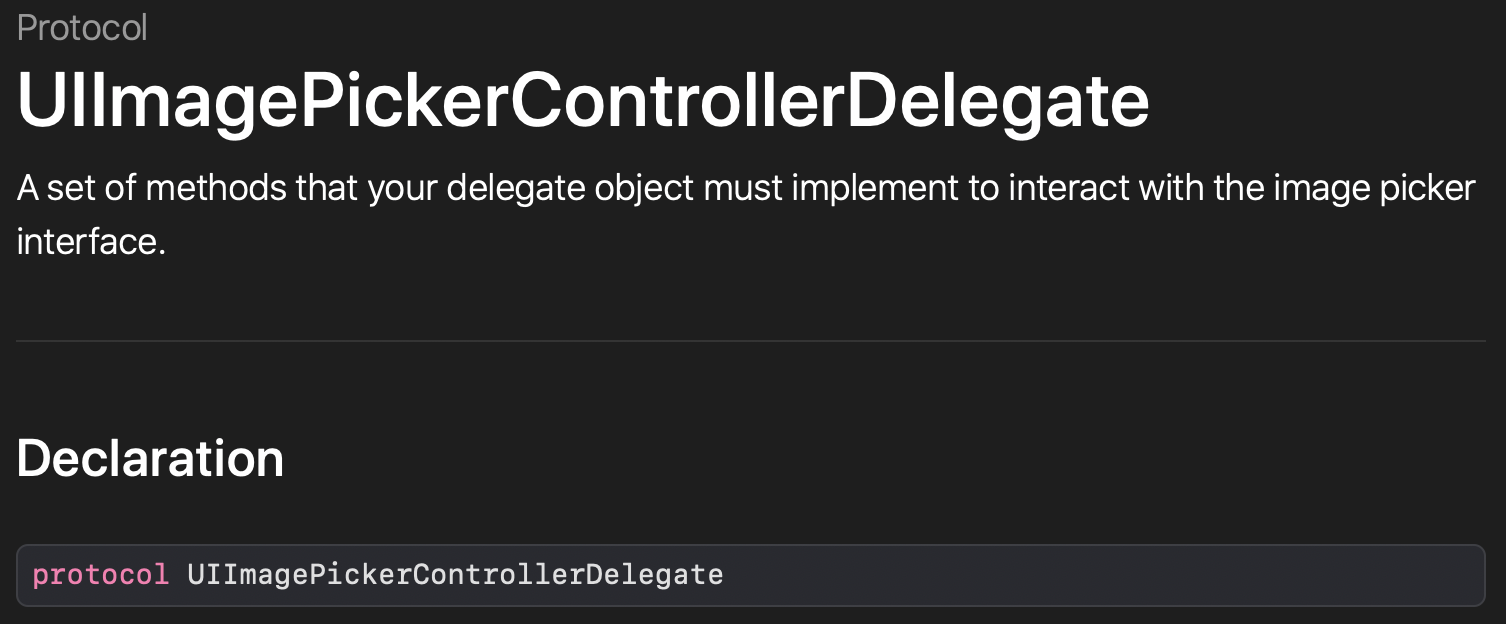 Protocol
UIImagePickerControllerDelegate
A set of methods that your delegate object must implement to interact with the image picker
interface.
Declaration
protocol UIImagePickerControllerDelegate